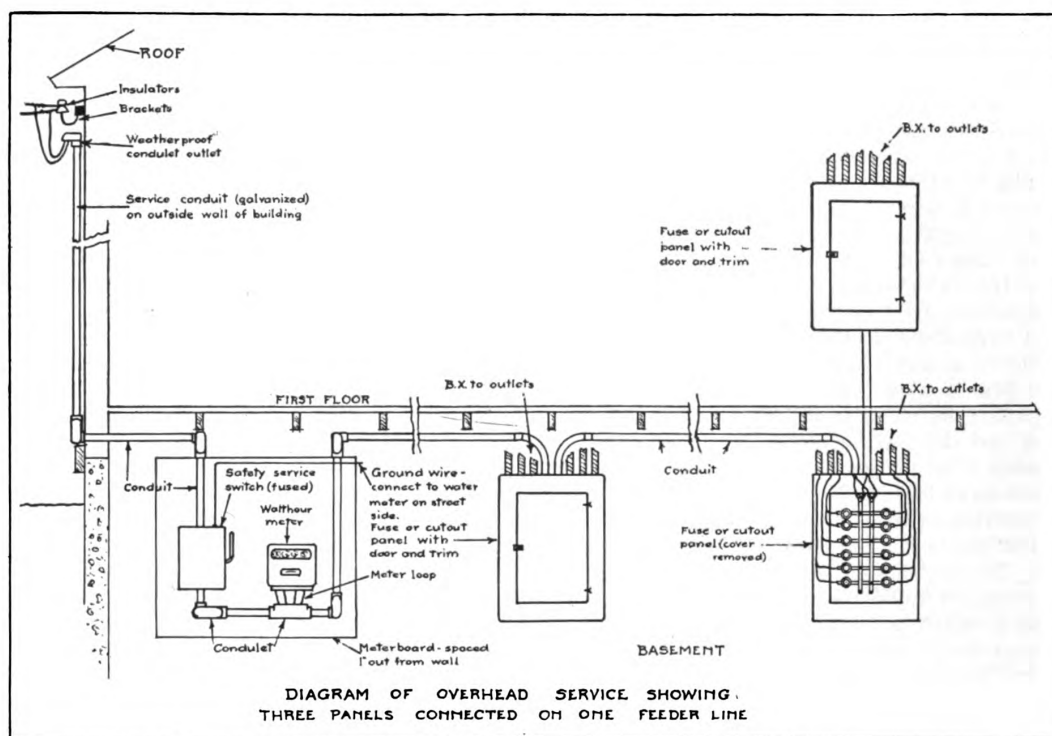 ROOF
Insulators
Brackets
Weatherproof
condulet outlet
Service conduit (galvanized)
on outside wall of building
B.X. to outlets
Fuse or cutout
panel with
door and trim
B.X. to outlets
B.X. to outlets
FIRST FLOOR
Conduit
Safety service
switch (fused)
Watthour
meter
Ground wire-
connect to water
meter on street
side.
Fuse or cutout
panel with
door and trim
Meter loop
Conduit
Fuse or cutout
panel (cover
removed)
Condulet
Meterboard-spaced
1" out from wall
BASEMENT
DIAGRAM OF OVERHEAD SERVICE SHOWING
THREE PANELS CONNECTED ON ONE FEEDER LINE